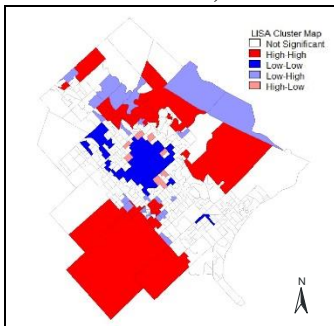 LISA Cluster Map
Not Significant
High-High
Low-Low
Low-High
High-Low
N